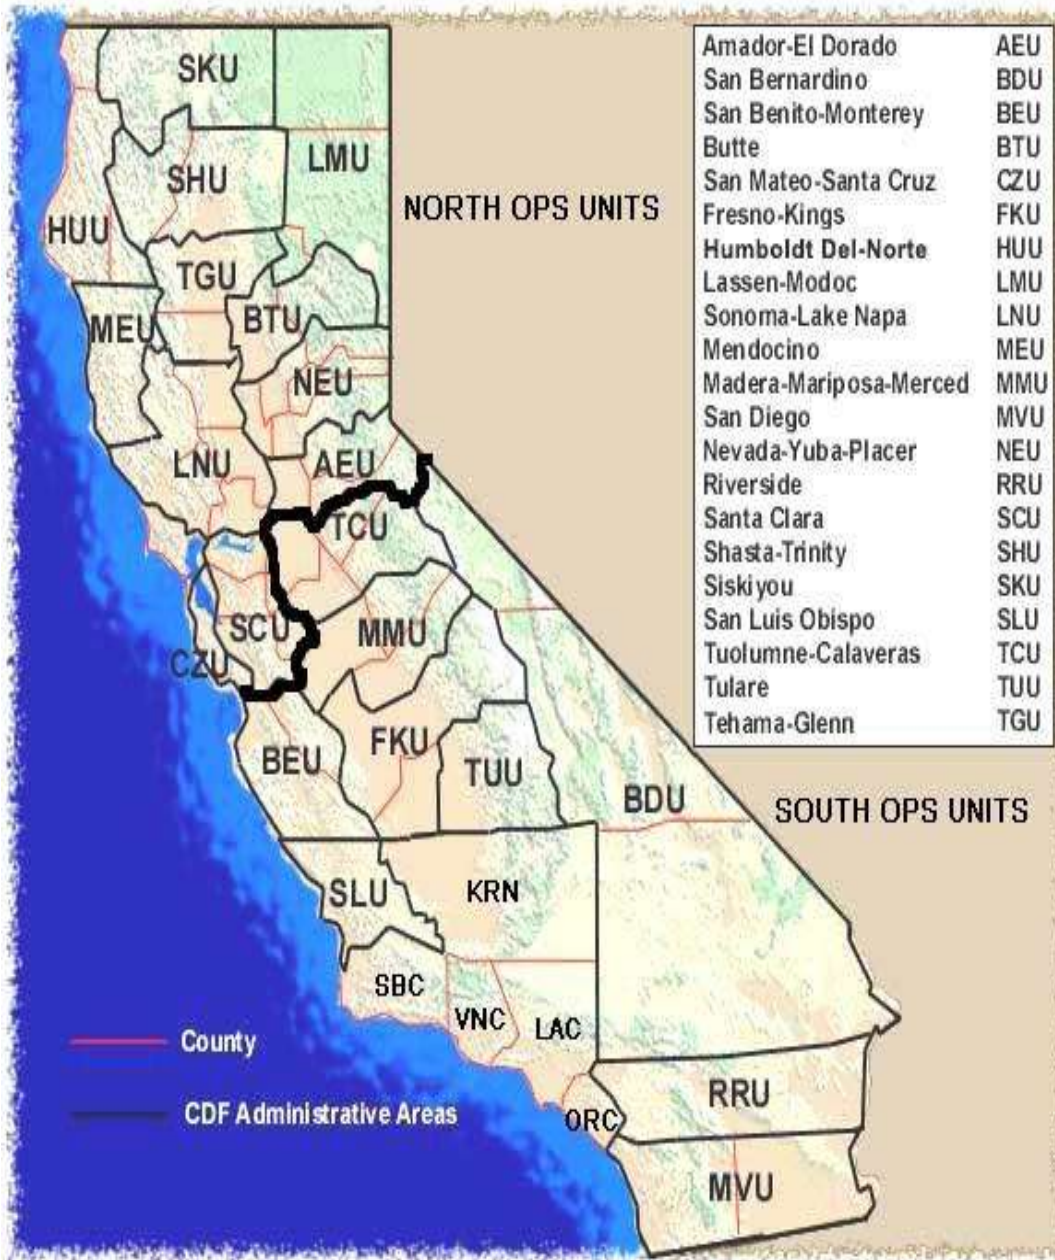 Amador-El Dorado AEU
San Bernardino BDU
San Benito-Monterey BEU
Butte BTU
San Mateo-Santa Cruz CZU
Fresno-Kings FKU
Humboldt Del-Norte HUU
Lassen-Modoc LMU
Sonoma-Lake Napa LNU
Mendocino MEU
Madera-Mariposa-Merced MMU
San Diego MVU
Nevada-Yuba-Placer NEU
Riverside RRU
Santa Clara SCU
Shasta-Trinity SHU
Siskiyou SKU
San Luis Obispo SLU
Tuolumne-Calaveras TCU
Tulare TUU
Tehama-Glenn TGU
SKU
LMU
SHU
NORTH OPS UNITS
HUU
TGU
BTU
MEU
NEU
LNU
AEU
TCU
SCU
MMU
CZU
FKU
BEU
TUU
BDU
SOUTH OPS UNITS
SLU
KRN
SBC
VNC
LAC
County
RRU
CDF Administrative Areas
ORC
MVU